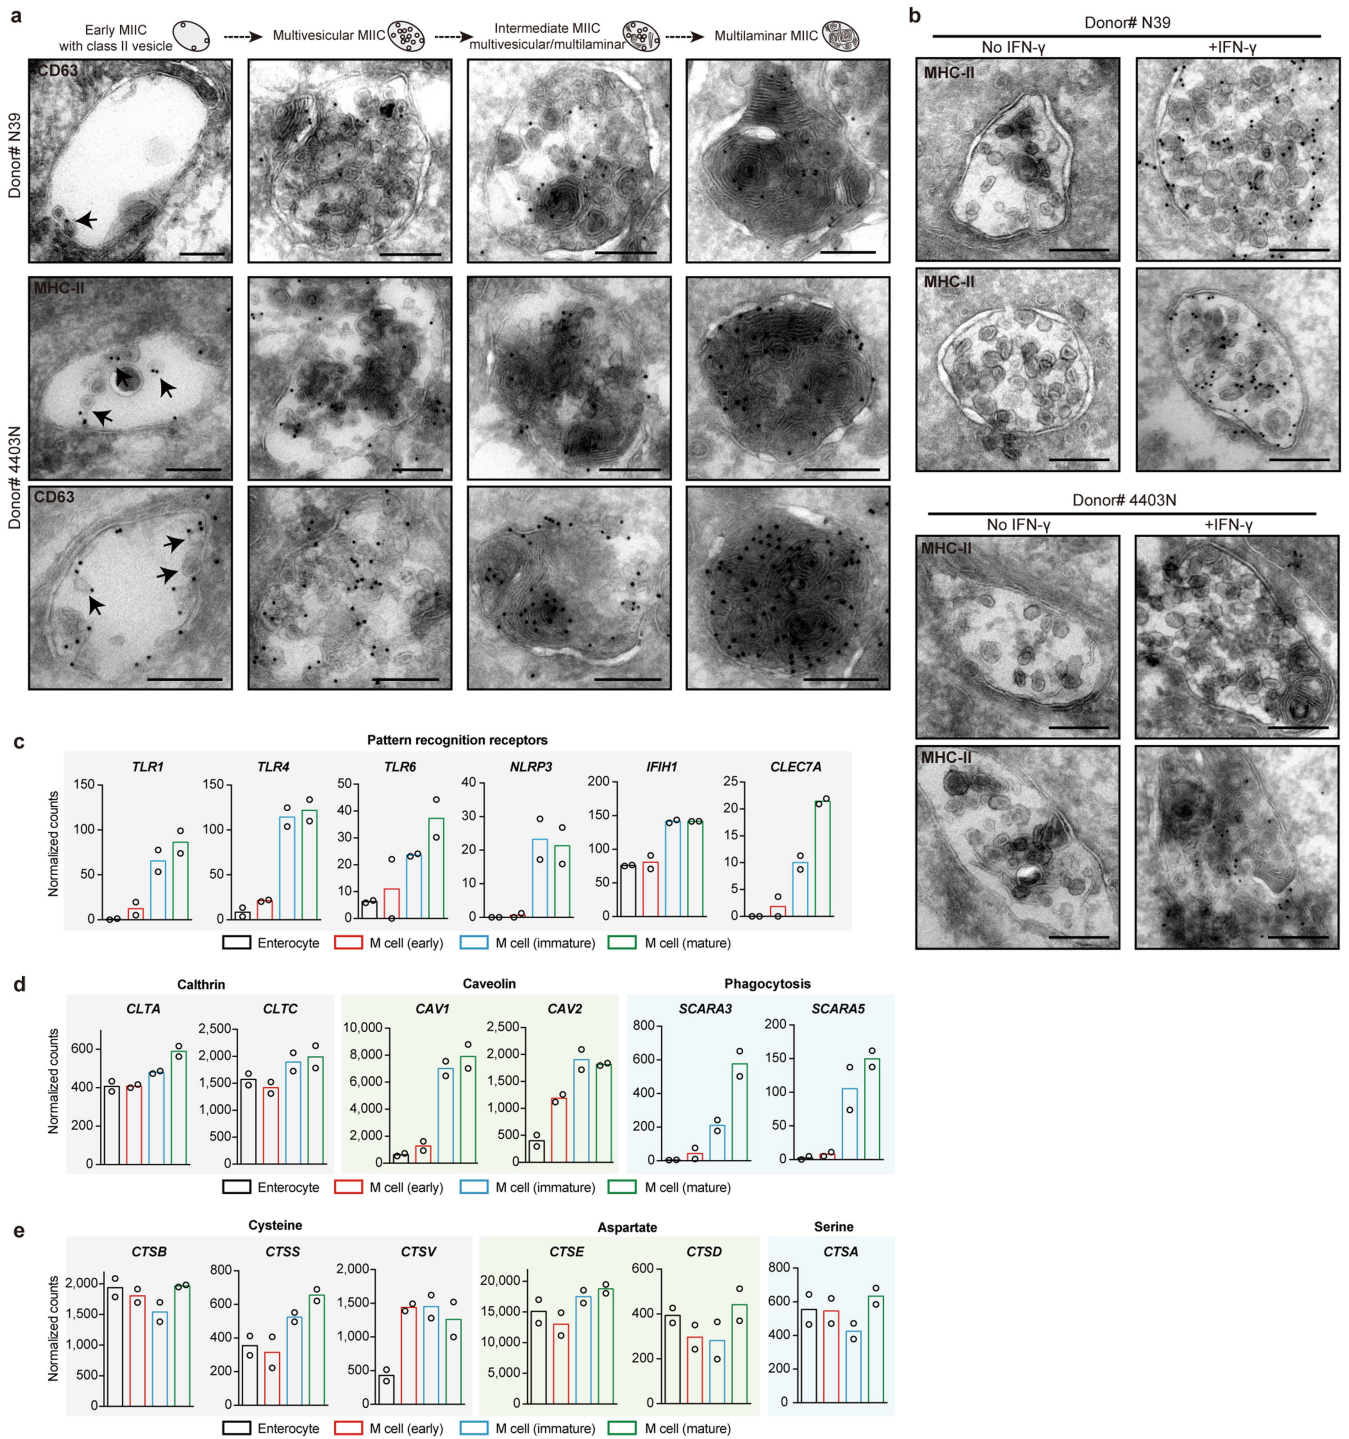 a
Early MIIC
with class II vesicle
Multivesicular MIIC
Intermediate MIIC
multivesicular/multilaminar
Multilaminar MIIC
Donor# N39
CD63
Donor# 4403N
MHC-II
CD63
b
Donor# N39
No IFN-γ
+IFN-γ
MHC-II
MHC-II
Donor# 4403N
No IFN-γ
+IFN-γ
MHC-II
MHC-II
c
Pattern recognition receptors
TLR1 TLR4 TLR6 NLRP3 IFIH1 CLEC7A
Normalized counts
150 100 50 0
150 100 50 0
50 40 30 20 10 0
40 30 20 10 0
200 150 100 50 0
25 20 15 10 5 0
Enterocyte M cell (early) M cell (immature) M cell (mature)
d
Calthrin Caveolin Phagocytosis
CLTA CLTC CAV1 CAV2 SCARA3 SCARA5
Normalized counts
600 400 200 0
2,500 2,000 1,500 1,000 500 0
10,000 8,000 6,000 4,000 2,000 0
2,500 2,000 1,500 1,000 500 0
800 600 400 200 0
200 150 100 50 0
Enterocyte M cell (early) M cell (immature) M cell (mature)
e
Cysteine Aspartate Serine
CTSB CTSS CTSV CTSE CTSD CTSA
Normalized counts
2,000 1,500 1,000 500 0
800 600 400 200 0
2,000 1,500 1,000 500 0
20,000 15,000 10,000 5,000 0
600 400 200 0
800 600 400 200 0
Enterocyte M cell (early) M cell (immature) M cell (mature)